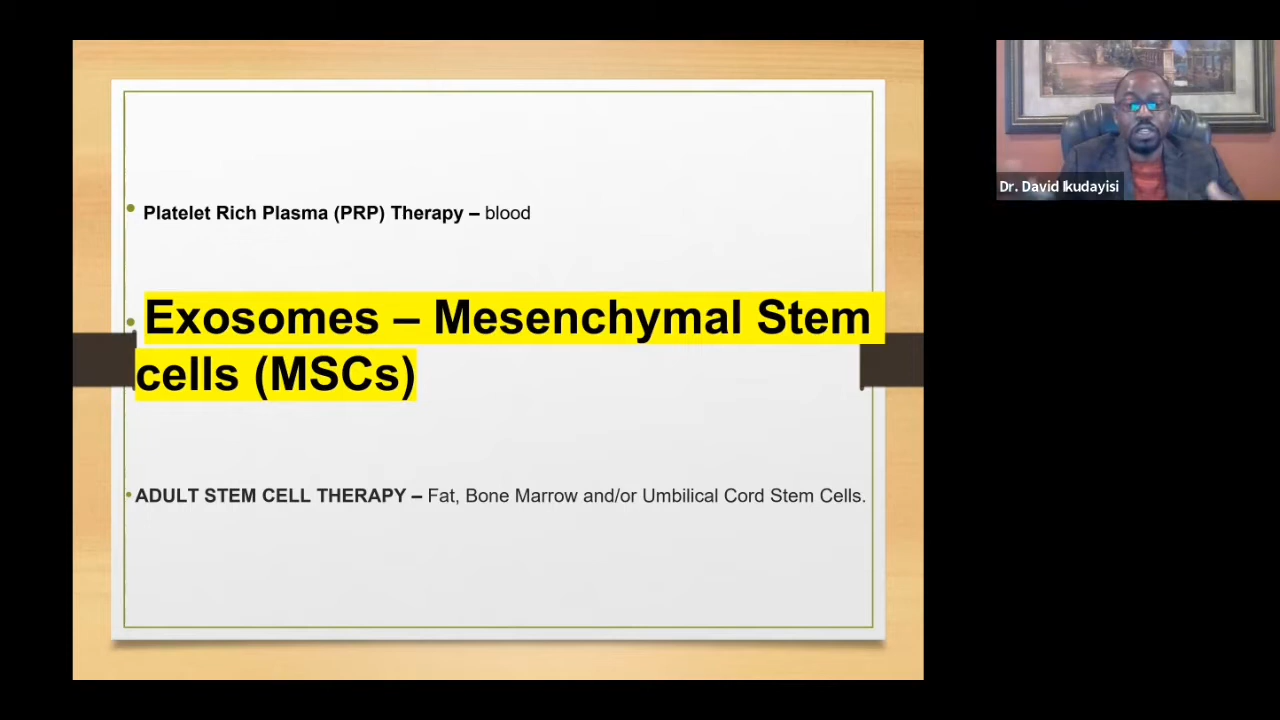 • Platelet Rich Plasma (PRP) Therapy – blood
• Exosomes – Mesenchymal Stem
cells (MSCs)
• ADULT STEM CELL THERAPY – Fat, Bone Marrow and/or Umbilical Cord Stem Cells.
Dr. David Ikudayisi